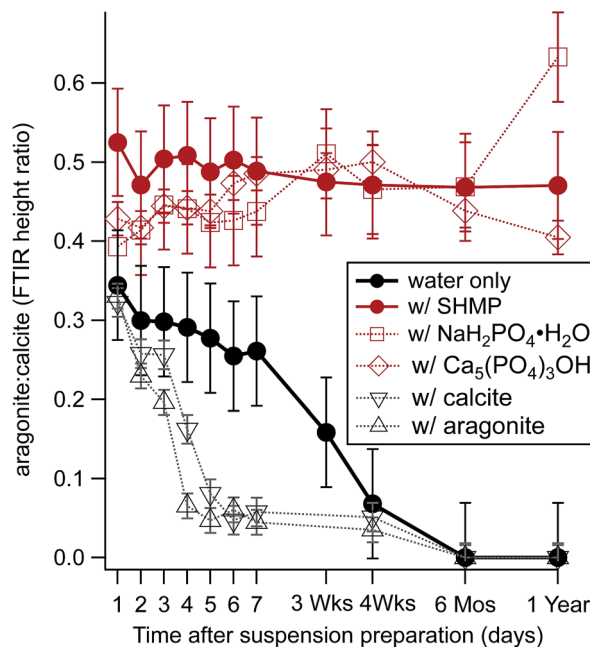 aragonite:calcite (FTIR height ratio)
0.6
0.5
0.4
0.3
0.2
0.1
0.0
water only
w/ SHMP
w/ NaH₂PO₄•H₂O
w/ Ca₅(PO₄)₃OH
w/ calcite
w/ aragonite
1 2 3 4 5 6 7 3 Wks 4Wks 6 Mos 1 Year
Time after suspension preparation (days)